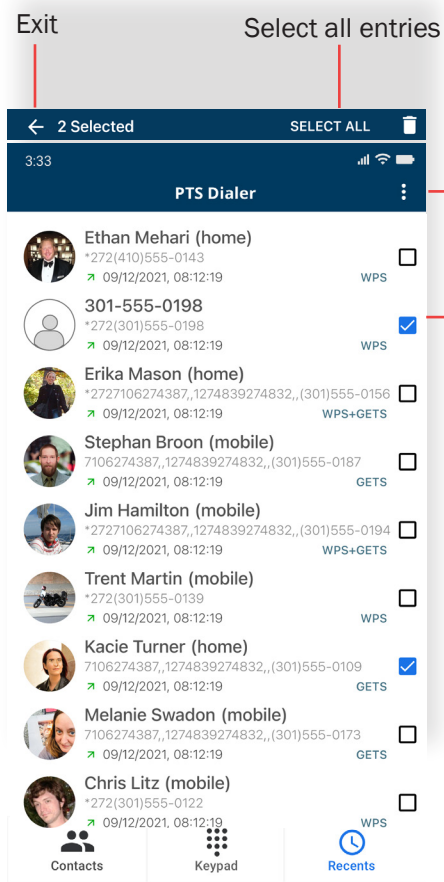 Exit
Select all entries
2 Selected
SELECT ALL
3:33
PTS Dialer
Ethan Mehari (home)
*272(410)555-0143
09/12/2021, 08:12:19
WPS
301-555-0198
*272(301)555-0198
09/12/2021, 08:12:19
WPS
Erika Mason (home)
*2727106274387,,1274839274832,,(301)555-0156
09/12/2021, 08:12:19
WPS+GETS
Stephan Broon (mobile)
7106274387,,1274839274832,,(301)555-0187
09/12/2021, 08:12:19
GETS
Jim Hamilton (mobile)
*2727106274387,,1274839274832,,(301)555-0194
09/12/2021, 08:12:19
WPS+GETS
Trent Martin (mobile)
*272(301)555-0139
09/12/2021, 08:12:19
WPS
Kacie Turner (home)
7106274387,,1274839274832,,(301)555-0109
09/12/2021, 08:12:19
GETS
Melanie Swadon (mobile)
7106274387,,1274839274832,,(301)555-0173
09/12/2021, 08:12:19
GETS
Chris Litz (mobile)
*272(301)555-0122
09/12/2021, 08:12:19
WPS
Contacts
Keypad
Recents